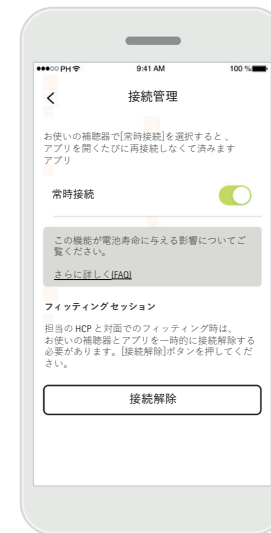 ●●●○○ PH 9:41 AM 100 %
接続管理
お使いの補聴器で[常時接続]を選択すると、
アプリを開くたびに再接続しなくて済みます
アプリ
常時接続
この機能が電池寿命に与える影響についてご
覧ください。
さらに詳しく(FAQ)
フィッティングセッション
担当の HCP と対面でのフィッティング時は、
お使いの補聴器とアプリを一時的に接続解除する
必要があります。[接続解除]ボタンを押してくだ
さい。
接続解除